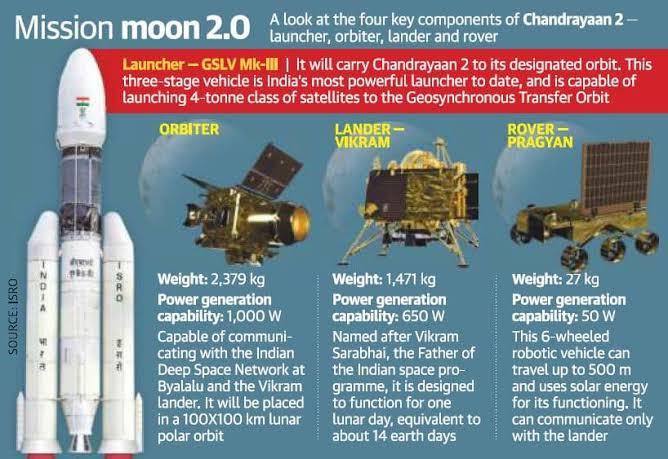 Mission moon 2.0
A look at the four key components of Chandrayaan 2 —
launcher, orbiter, lander and rover
Launcher — GSLV Mk-III | It will carry Chandrayaan 2 to its designated orbit. This
three-stage vehicle is India's most powerful launcher to date, and is capable of
launching 4-tonne class of satellites to the Geosynchronous Transfer Orbit
ORBITER
Weight: 2,379 kg
Power generation
capability: 1,000 W
Capable of communi-
cating with the Indian
Deep Space Network at
Byalalu and the Vikram
lander. It will be placed
in a 100X100 km lunar
polar orbit
LANDER —
VIKRAM
Weight: 1,471 kg
Power generation
capability: 650 W
Named after Vikram
Sarabhai, the Father of
the Indian space pro-
gramme, it is designed
to function for one
lunar day, equivalent to
about 14 earth days
ROVER —
PRAGYAN
Weight: 27 kg
Power generation
capability: 50 W
This 6-wheeled
robotic vehicle can
travel up to 500 m
and uses solar energy
for its functioning. It
can communicate only
with the lander
INDIA
भारत
ISRO
इसरो
SOURCE: ISRO